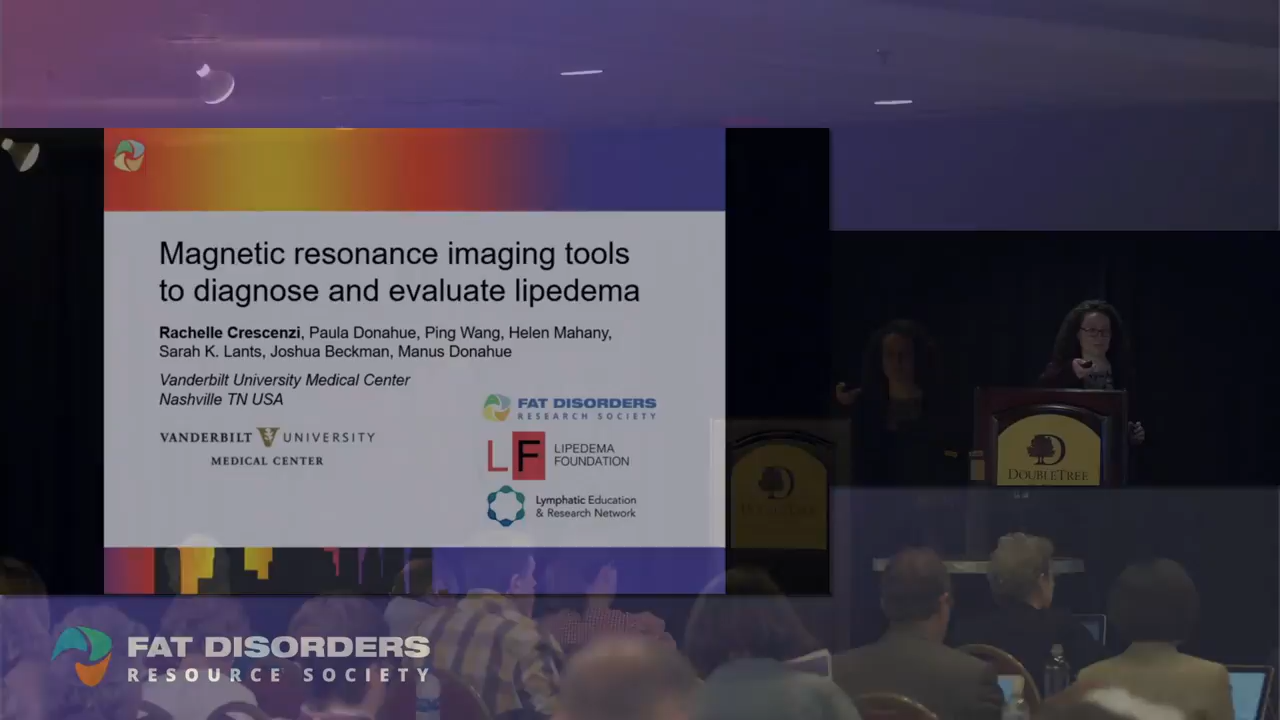 Magnetic resonance imaging tools
to diagnose and evaluate lipedema
Rachelle Crescenzi, Paula Donahue, Ping Wang, Helen Mahany,
Sarah K. Lants, Joshua Beckman, Manus Donahue
Vanderbilt University Medical Center
Nashville TN USA
VANDERBILT V UNIVERSITY
MEDICAL CENTER
FAT DISORDERS
RESEARCH SOCIETY
LF LIPEDEMA
FOUNDATION
Lymphatic Education
& Research Network
D
DOUBLETREE
D
FAT DISORDERS
RESOURCE SOCIETY